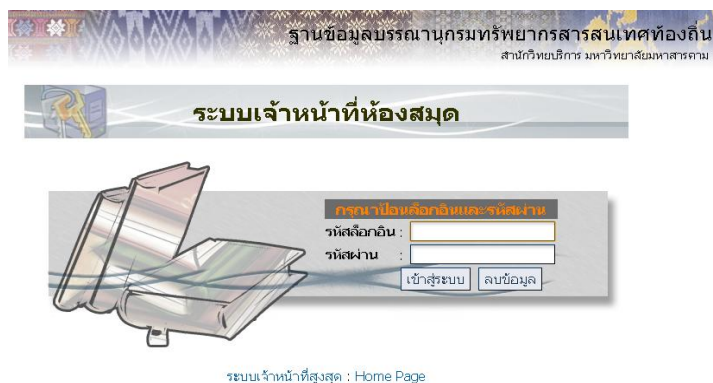 ฐานข้อมูลบรรณานุกรมทรัพยากรสารสนเทศท้องถิ่น
สำนักวิทยบริการ มหาวิทยาลัยมหาสารคาม
ระบบเจ้าหน้าที่ห้องสมุด
กรุณาป้อนล็อกอินและรหัสผ่าน
รหัสล็อกอิน :
รหัสผ่าน :
เข้าสู่ระบบ ลบข้อมูล
ระบบเจ้าหน้าที่สูงสุด : Home Page